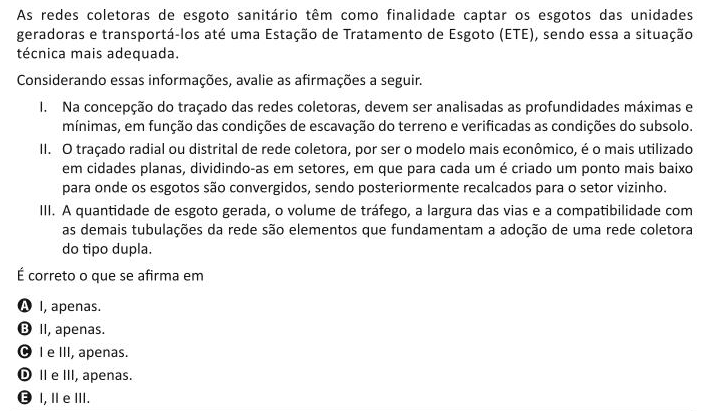 As redes coletoras de esgoto sanitário têm como finalidade captar os esgotos das unidades
geradoras e transportá-los até uma Estação de Tratamento de Esgoto (ETE), sendo essa a situação
técnica mais adequada.
Considerando essas informações, avalie as afirmações a seguir.
I. Na concepção do traçado das redes coletoras, devem ser analisadas as profundidades máximas e
mínimas, em função das condições de escavação do terreno e verificadas as condições do subsolo.
II. O traçado radial ou distrital de rede coletora, por ser o modelo mais econômico, é o mais utilizado
em cidades planas, dividindo-as em setores, em que para cada um é criado um ponto mais baixo
para onde os esgotos são convergidos, sendo posteriormente recalcados para o setor vizinho.
III. A quantidade de esgoto gerada, o volume de tráfego, a largura das vias e a compatibilidade com
as demais tubulações da rede são elementos que fundamentam a adoção de uma rede coletora
do tipo dupla.
É correto o que se afirma em
A I, apenas.
B II, apenas.
C I e III, apenas.
D II e III, apenas.
E I, II e III.